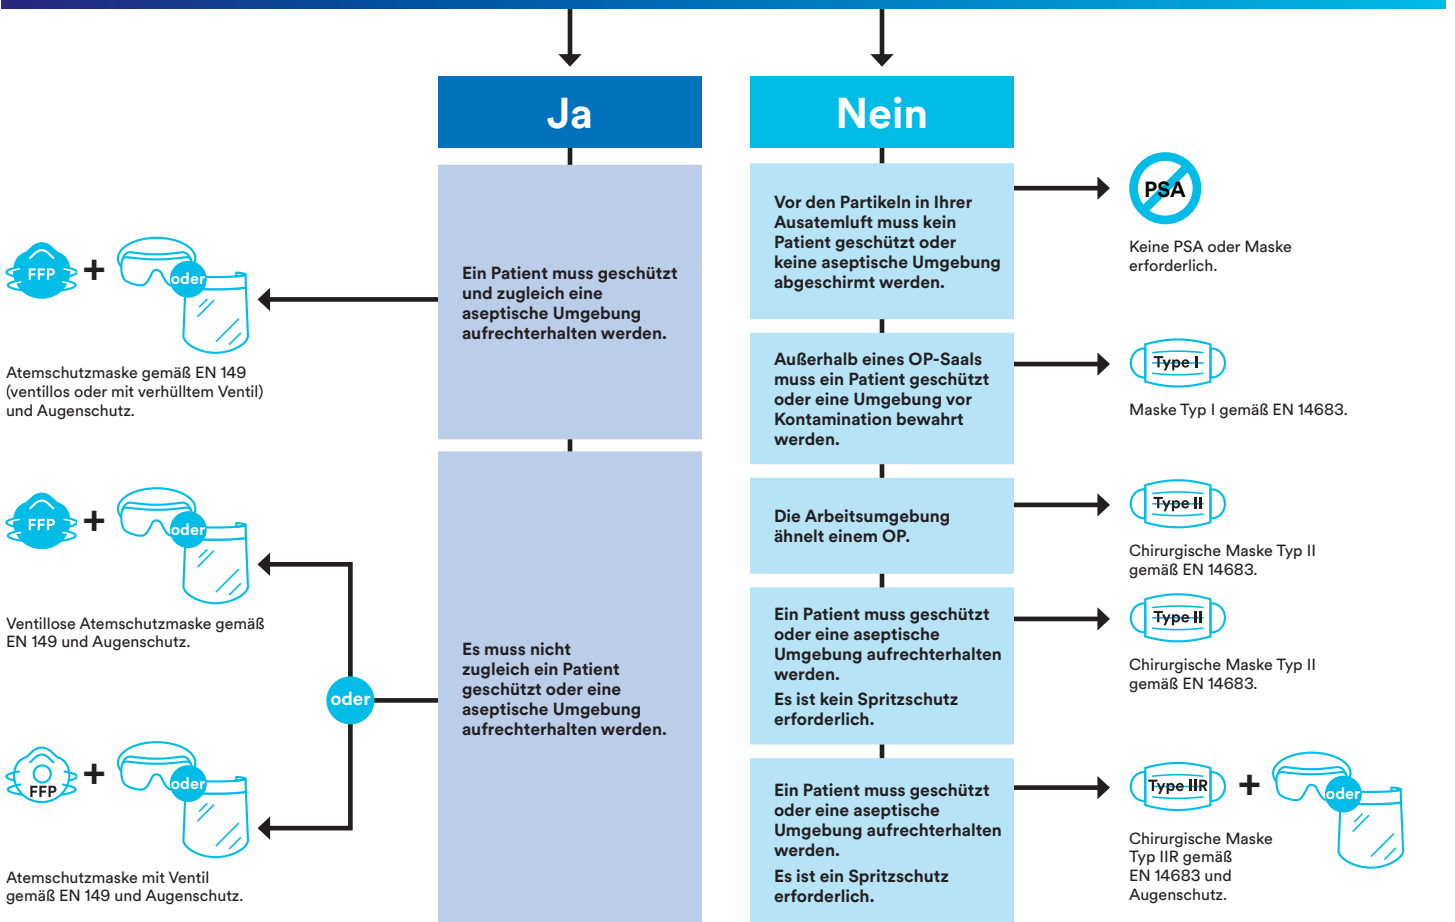 Ja
Ein Patient muss geschützt
und zugleich eine
aseptische Umgebung
aufrechterhalten werden.
FFP
+
oder
Atemschutzmaske gemäß EN 149
(ventillos oder mit verhülltem Ventil)
und Augenschutz.
Es muss nicht
zugleich ein Patient
geschützt oder eine
aseptische Umgebung
aufrechterhalten werden.
oder
FFP
+
oder
Ventillose Atemschutzmaske gemäß
EN 149 und Augenschutz.
FFP
+
oder
Atemschutzmaske mit Ventil
gemäß EN 149 und Augenschutz.
Nein
Vor den Partikeln in Ihrer
Ausatemluft muss kein
Patient geschützt oder
keine aseptische Umgebung
abgeschirmt werden.
PSA
Keine PSA oder Maske
erforderlich.
Außerhalb eines OP-Saals
muss ein Patient geschützt
oder eine Umgebung vor
Kontamination bewahrt
werden.
Type I
Maske Typ I gemäß EN 14683.
Die Arbeitsumgebung
ähnelt einem OP.
Type II
Chirurgische Maske Typ II
gemäß EN 14683.
Ein Patient muss geschützt
oder eine aseptische
Umgebung aufrechterhalten
werden.
Es ist kein Spritzschutz
erforderlich.
Type II
Chirurgische Maske Typ II
gemäß EN 14683.
Ein Patient muss geschützt
oder eine aseptische
Umgebung aufrechterhalten
werden.
Es ist ein Spritzschutz
erforderlich.
Type IIR
+
oder
Chirurgische Maske
Typ IIR gemäß
EN 14683 und
Augenschutz.